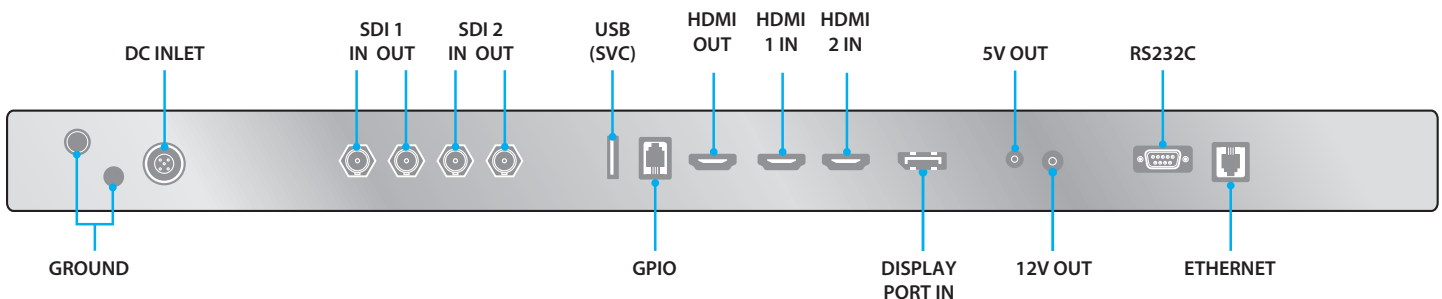 DC INLET
SDI 1
IN OUT
SDI 2
IN OUT
USB
(SVC)
HDMI
OUT
HDMI
1 IN
HDMI
2 IN
5V OUT
RS232C
GROUND
GPIO
DISPLAY
PORT IN
12V OUT
ETHERNET